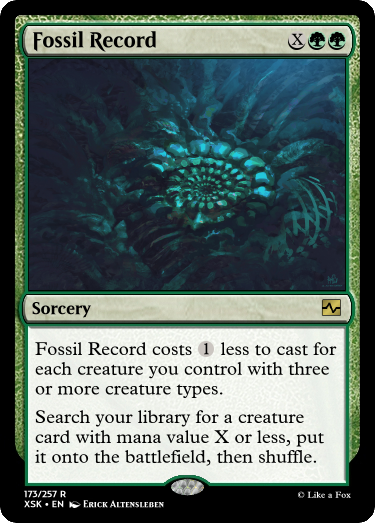 Fossil Record X
Sorcery
Fossil Record costs 1 less to cast for
each creature you control with three
or more creature types.
Search your library for a creature
card with mana value X or less, put
it onto the battlefield, then shuffle.
173/257 R
XSK • EN Erick Altensleben
© Like a Fox